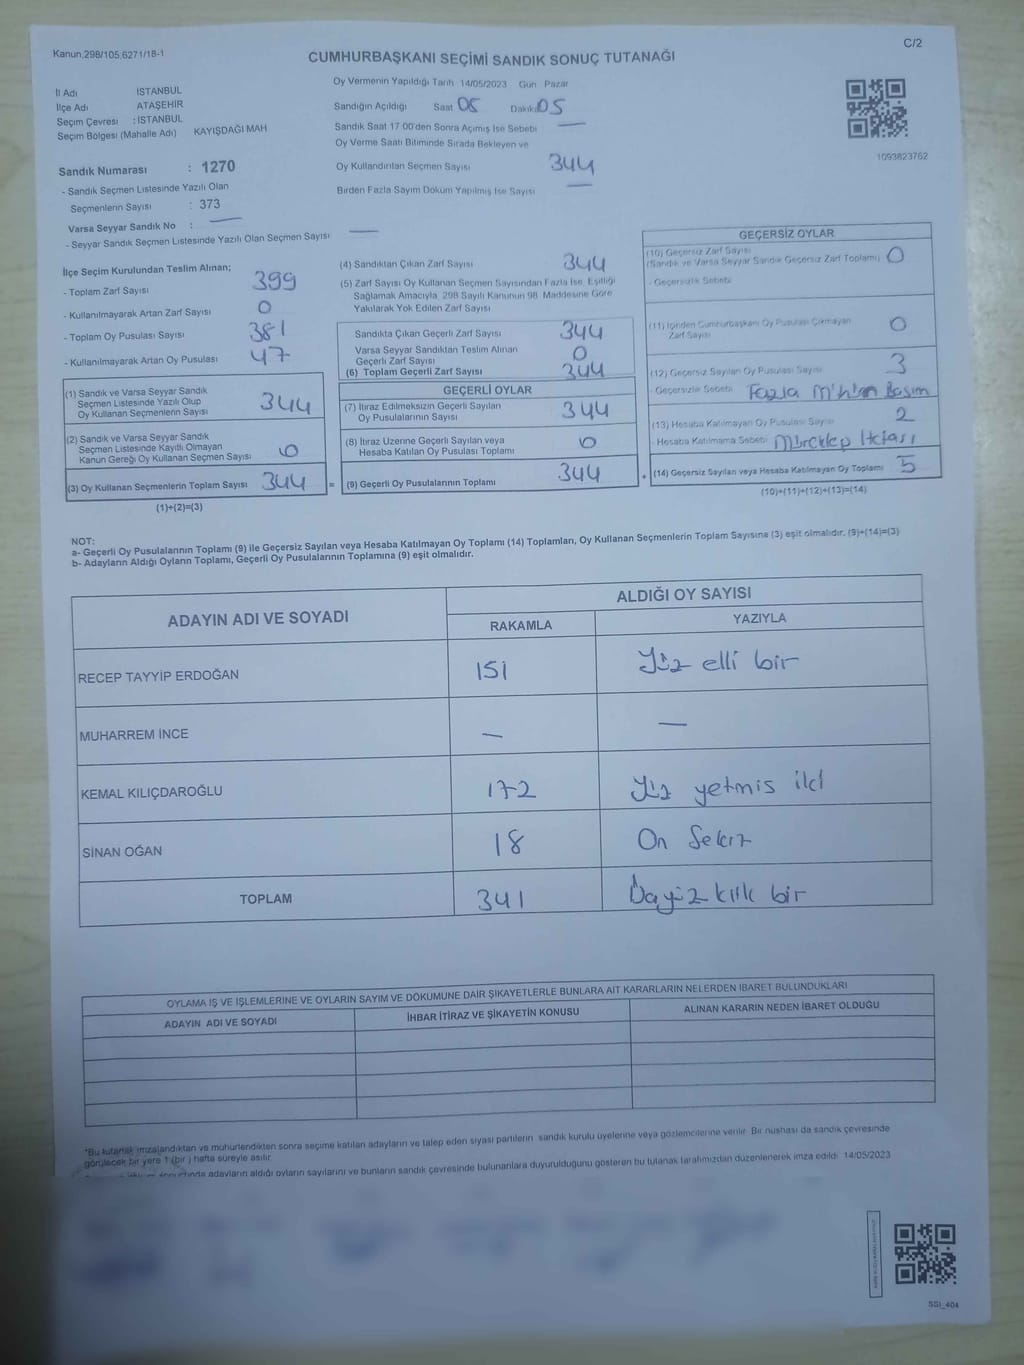 Kanun,298/105,6271/18-1
C/2
CUMHURBAŞKANI SEÇİMİ SANDIK SONUÇ TUTANAĞI
İl Adı İSTANBUL
İlçe Adı ATAŞEHİR
Seçim Çevresi : İSTANBUL
Seçim Bölgesi (Mahalle Adı) KAYIŞDAĞI MAH
Oy Vermenin Yapıldığı Tarih 14/05/2023 Gün Pazar
Sandığın Açıldığı Saat 05 Dakika 05
Sandık Saat 17:00'den Sonra Açılmış İse Sebebi —
Oy Verme Saati Bitiminde Sırada Bekleyen ve
Oy Kullandırılan Seçmen Sayısı 344
Birden Fazla Sayım Döküm Yapılmış İse Sayısı —
1093823762
Sandık Numarası : 1270
- Sandık Seçmen Listesinde Yazılı Olan
Seçmenlerin Sayısı : 373
Varsa Seyyar Sandık No : —
- Seyyar Sandık Seçmen Listesinde Yazılı Olan Seçmen Sayısı —
İlçe Seçim Kurulundan Teslim Alınan;
- Toplam Zarf Sayısı 399
- Kullanılmayarak Artan Zarf Sayısı 0
- Toplam Oy Pusulası Sayısı 381
- Kullanılmayarak Artan Oy Pusulası 47
(1) Sandık ve Varsa Seyyar Sandık
Seçmen Listesinde Yazılı Olup
Oy Kullanan Seçmenlerin Sayısı 344
(2) Sandık ve Varsa Seyyar Sandık
Seçmen Listesinde Kayıtlı Olmayan
Kanun Gereği Oy Kullanan Seçmen Sayısı 0
(3) Oy Kullanan Seçmenlerin Toplam Sayısı 344 =
(1)+(2)=(3)
(4) Sandıktan Çıkan Zarf Sayısı 344
(5) Zarf Sayısı Oy Kullanan Seçmen Sayısından Fazla İse, Eşitliği
Sağlamak Amacıyla 298 Sayılı Kanunun 98. Maddesine Göre
Yakılarak Yok Edilen Zarf Sayısı
Sandıkta Çıkan Geçerli Zarf Sayısı 344
Varsa Seyyar Sandıktan Teslim Alınan
Geçerli Zarf Sayısı 0
(6) Toplam Geçerli Zarf Sayısı 344
GEÇERLİ OYLAR
(7) İtiraz Edilmeksizin Geçerli Sayılan
Oy Pusulalarının Sayısı 344
(8) İtiraz Üzerine Geçerli Sayılan veya
Hesaba Katılan Oy Pusulası Toplamı 0
(9) Geçerli Oy Pusulalarının Toplamı 344 +
GEÇERSİZ OYLAR
(10) Geçersiz Zarf Sayısı
(Sandık ve Varsa Seyyar Sandık Geçersiz Zarf Toplamı) 0
- Geçersizlik Sebebi
(11) İçinden Cumhurbaşkanı Oy Pusulası Çıkmayan
Zarf Sayısı 0
(12) Geçersiz Sayılan Oy Pusulası Sayısı 3
- Geçersizlik Sebebi Fazla Mühür Basım
(13) Hesaba Katılmayan Oy Pusulası Sayısı 2
- Hesaba Katılmama Sebebi Mürekkep Hatası
(14) Geçersiz Sayılan veya Hesaba Katılmayan Oy Toplamı 5
(10)+(11)+(12)+(13)=(14)
NOT:
a- Geçerli Oy Pusulalarının Toplamı (9) ile Geçersiz Sayılan veya Hesaba Katılmayan Oy Toplamı (14) Toplamları, Oy Kullanan Seçmenlerin Toplam Sayısına (3) eşit olmalıdır. (9)+(14)=(3)
b- Adayların Aldığı Oyların Toplamı, Geçerli Oy Pusulalarının Toplamına (9) eşit olmalıdır.
ADAYIN ADI VE SOYADI
ALDIĞI OY SAYISI
RAKAMLA YAZIYLA
RECEP TAYYİP ERDOĞAN 151 Yüz elli bir
MUHARREM İNCE — —
KEMAL KILIÇDAROĞLU 172 Yüz yetmiş iki
SİNAN OĞAN 18 On Sekiz
TOPLAM 341 Üçyüz kırk bir
OYLAMA İŞ VE İŞLEMLERİNE VE OYLARIN SAYIM VE DÖKÜMÜNE DAİR ŞİKAYETLERLE BUNLARA AİT KARARLARIN NELERDEN İBARET BULUNDUKLARI
ADAYIN ADI VE SOYADI İHBAR İTİRAZ VE ŞİKAYETİN KONUSU ALINAN KARARIN NEDEN İBARET OLDUĞU
*Bu tutanak imzalandıktan ve mühürlendikten sonra seçime katılan adayların ve talep eden siyasi partilerin sandık kurulu üyelerine veya gözlemcilerine verilir. Bir nüshası da sandık çevresinde
görülecek bir yere 1 (bir ) hafta süreyle asılır.
adayların aldığı oyların sayılarını ve bunların sandık çevresinde bulunanlara duyurulduğunu gösteren bu tutanak tarafımızdan düzenlenerek imza edildi. 14/05/2023
SSI_404